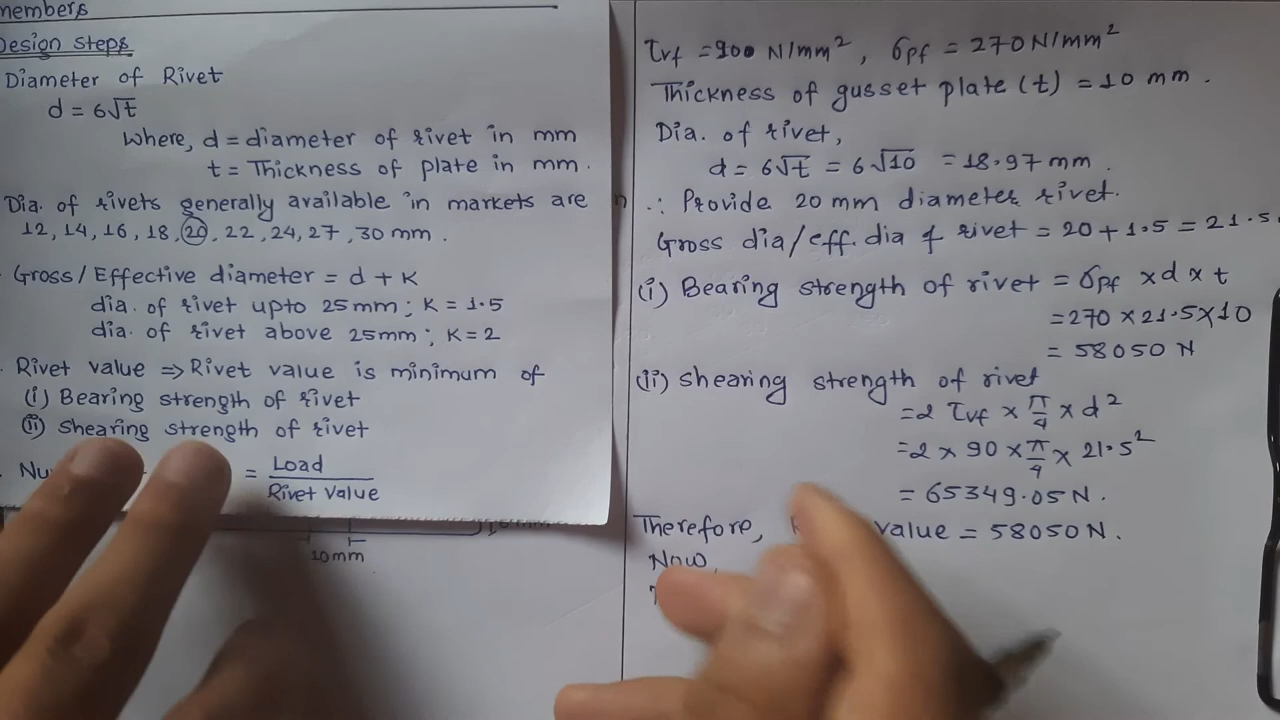 members
Design Steps
Diameter of Rivet
d = 6√t
Where, d = diameter of rivet in mm
t = Thickness of plate in mm.
Dia. of rivets generally available in markets are
12, 14, 16, 18, 20, 22, 24, 27, 30 mm.
Gross/Effective diameter = d + K
dia. of rivet upto 25mm; K = 1.5
dia. of rivet above 25mm; K = 2
Rivet value ⇒ Rivet value is minimum of
(i) Bearing strength of rivet
(ii) Shearing strength of rivet
= Load / Rivet value
10mm
τvf = 900 N/mm², σpf = 270 N/mm²
Thickness of gusset plate (t) = 10 mm.
Dia. of rivet,
d = 6√t = 6√10 = 18.97 mm.
∴ Provide 20 mm diameter rivet.
Gross dia/eff. dia of rivet = 20 + 1.5 = 21.5
(i) Bearing strength of rivet = σpf × d × t
= 270 × 21.5 × 10
= 58050 N
(ii) Shearing strength of rivet
= 2 τvf × π/4 × d²
= 2 × 90 × π/4 × 21.5²
= 65349.05 N.
Therefore, value = 58050 N.
Now,